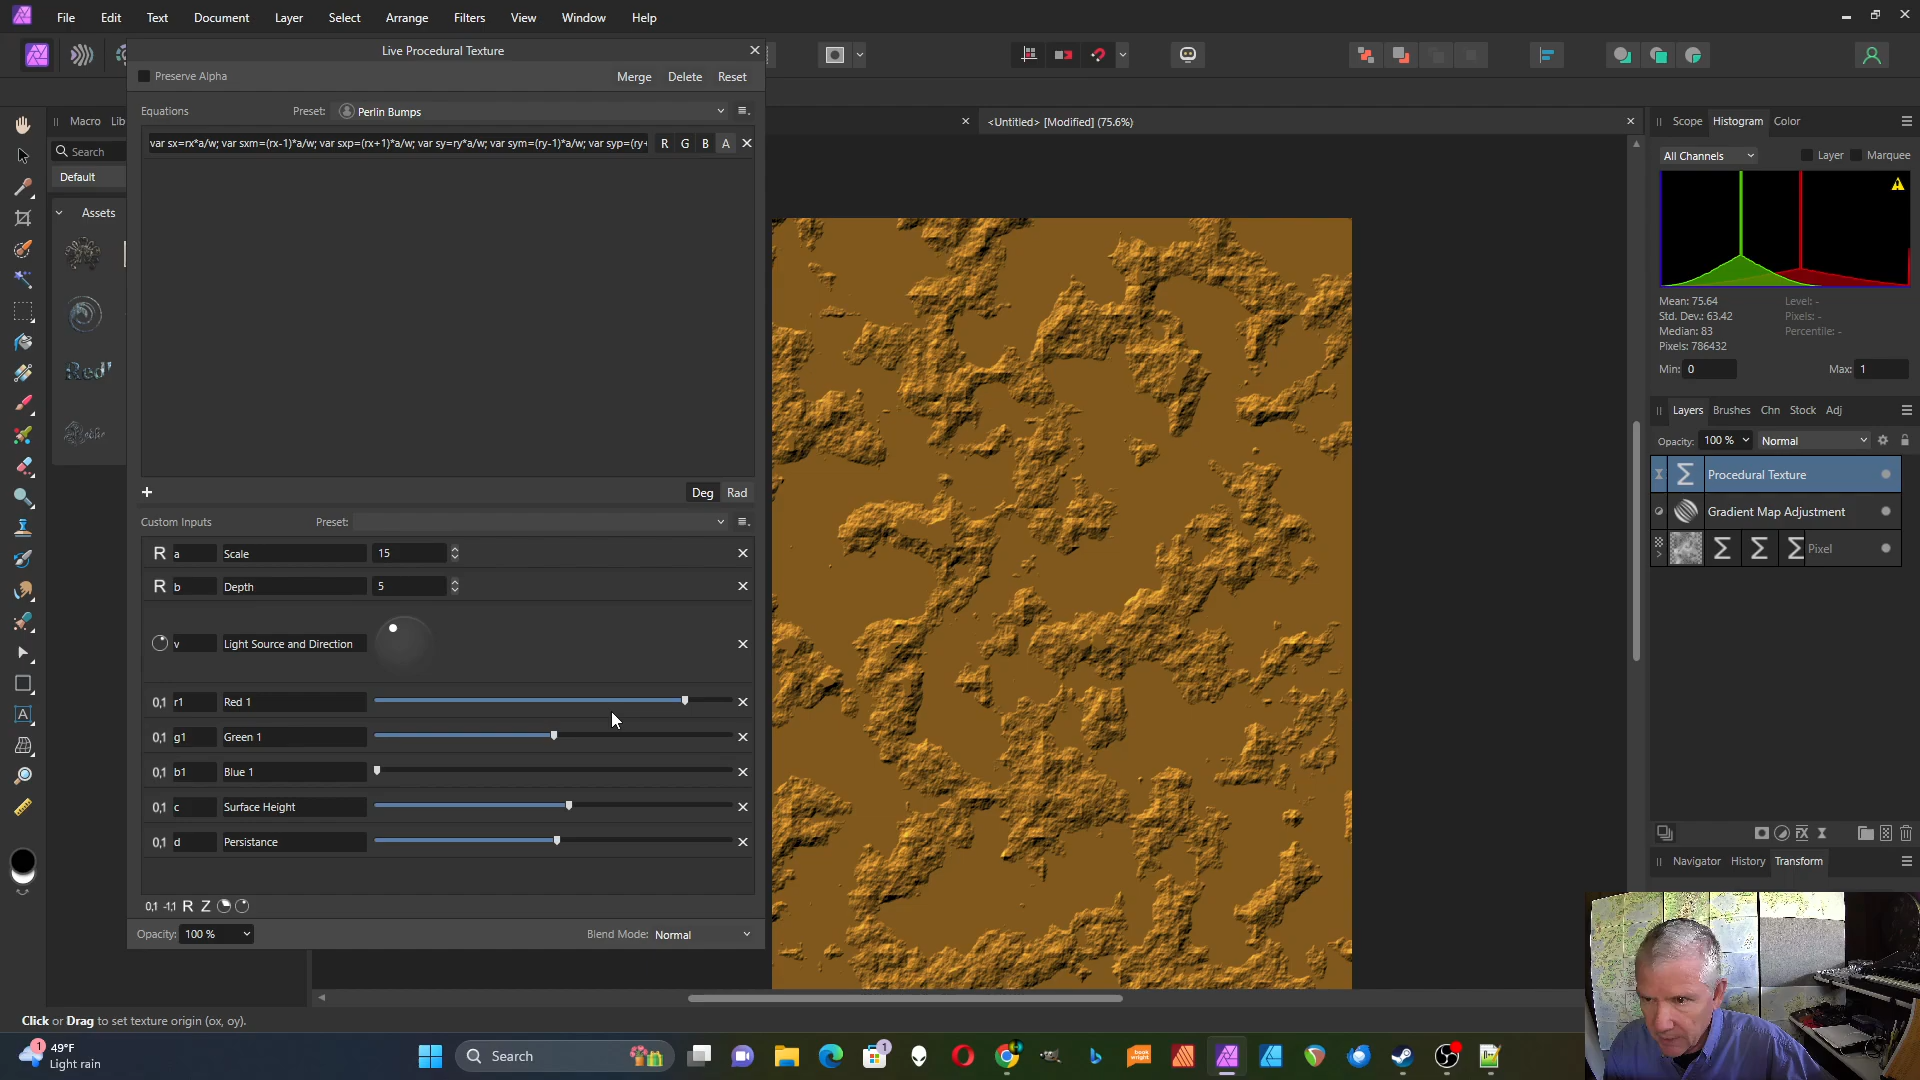 File Edit Text Document Layer Select Arrange Filters View Window Help
Live Procedural Texture
Preserve Alpha Merge Delete Reset
Equations Preset: Perlin Bumps
var sx=rx*a/w; var sxm=(rx-1)*a/w; var sxp=(rx+1)*a/w; var sy=ry*a/w; var sym=(ry-1)*a/w; var syp=(ry+ R G B A
Deg Rad
Custom Inputs Preset:
R a Scale 15
R b Depth 5
v Light Source and Direction
0,1 r1 Red 1
0,1 g1 Green 1
0,1 b1 Blue 1
0,1 c Surface Height
0,1 d Persistance
0,1 -1,1 R Z
Opacity: 100 % Blend Mode: Normal
Macro Lib
Search
Default
Assets
Red
<Untitled> [Modified] (75.6%)
Scope Histogram Color
All Channels Layer Marquee
Mean: 75.64 Level: -
Std. Dev.: 63.42 Pixels: -
Median: 83 Percentile: -
Pixels: 786432
Min: 0 Max: 1
Layers Brushes Chn Stock Adj
Opacity: 100 % Normal
Procedural Texture
Gradient Map Adjustment
Pixel
Navigator History Transform
Click or Drag to set texture origin (ox, oy).
1 49°F
Light rain
Search
1